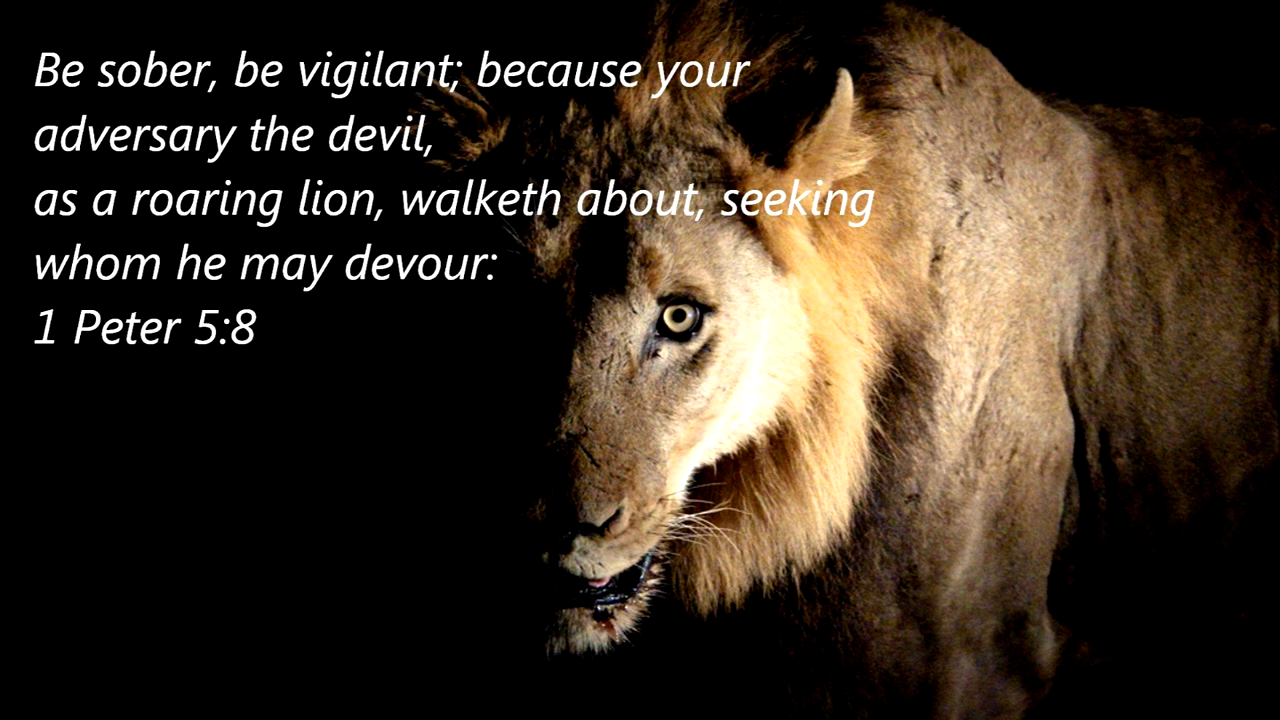 Be sober, be vigilant; because your
adversary the devil,
as a roaring lion, walketh about, seeking
whom he may devour:
1 Peter 5:8